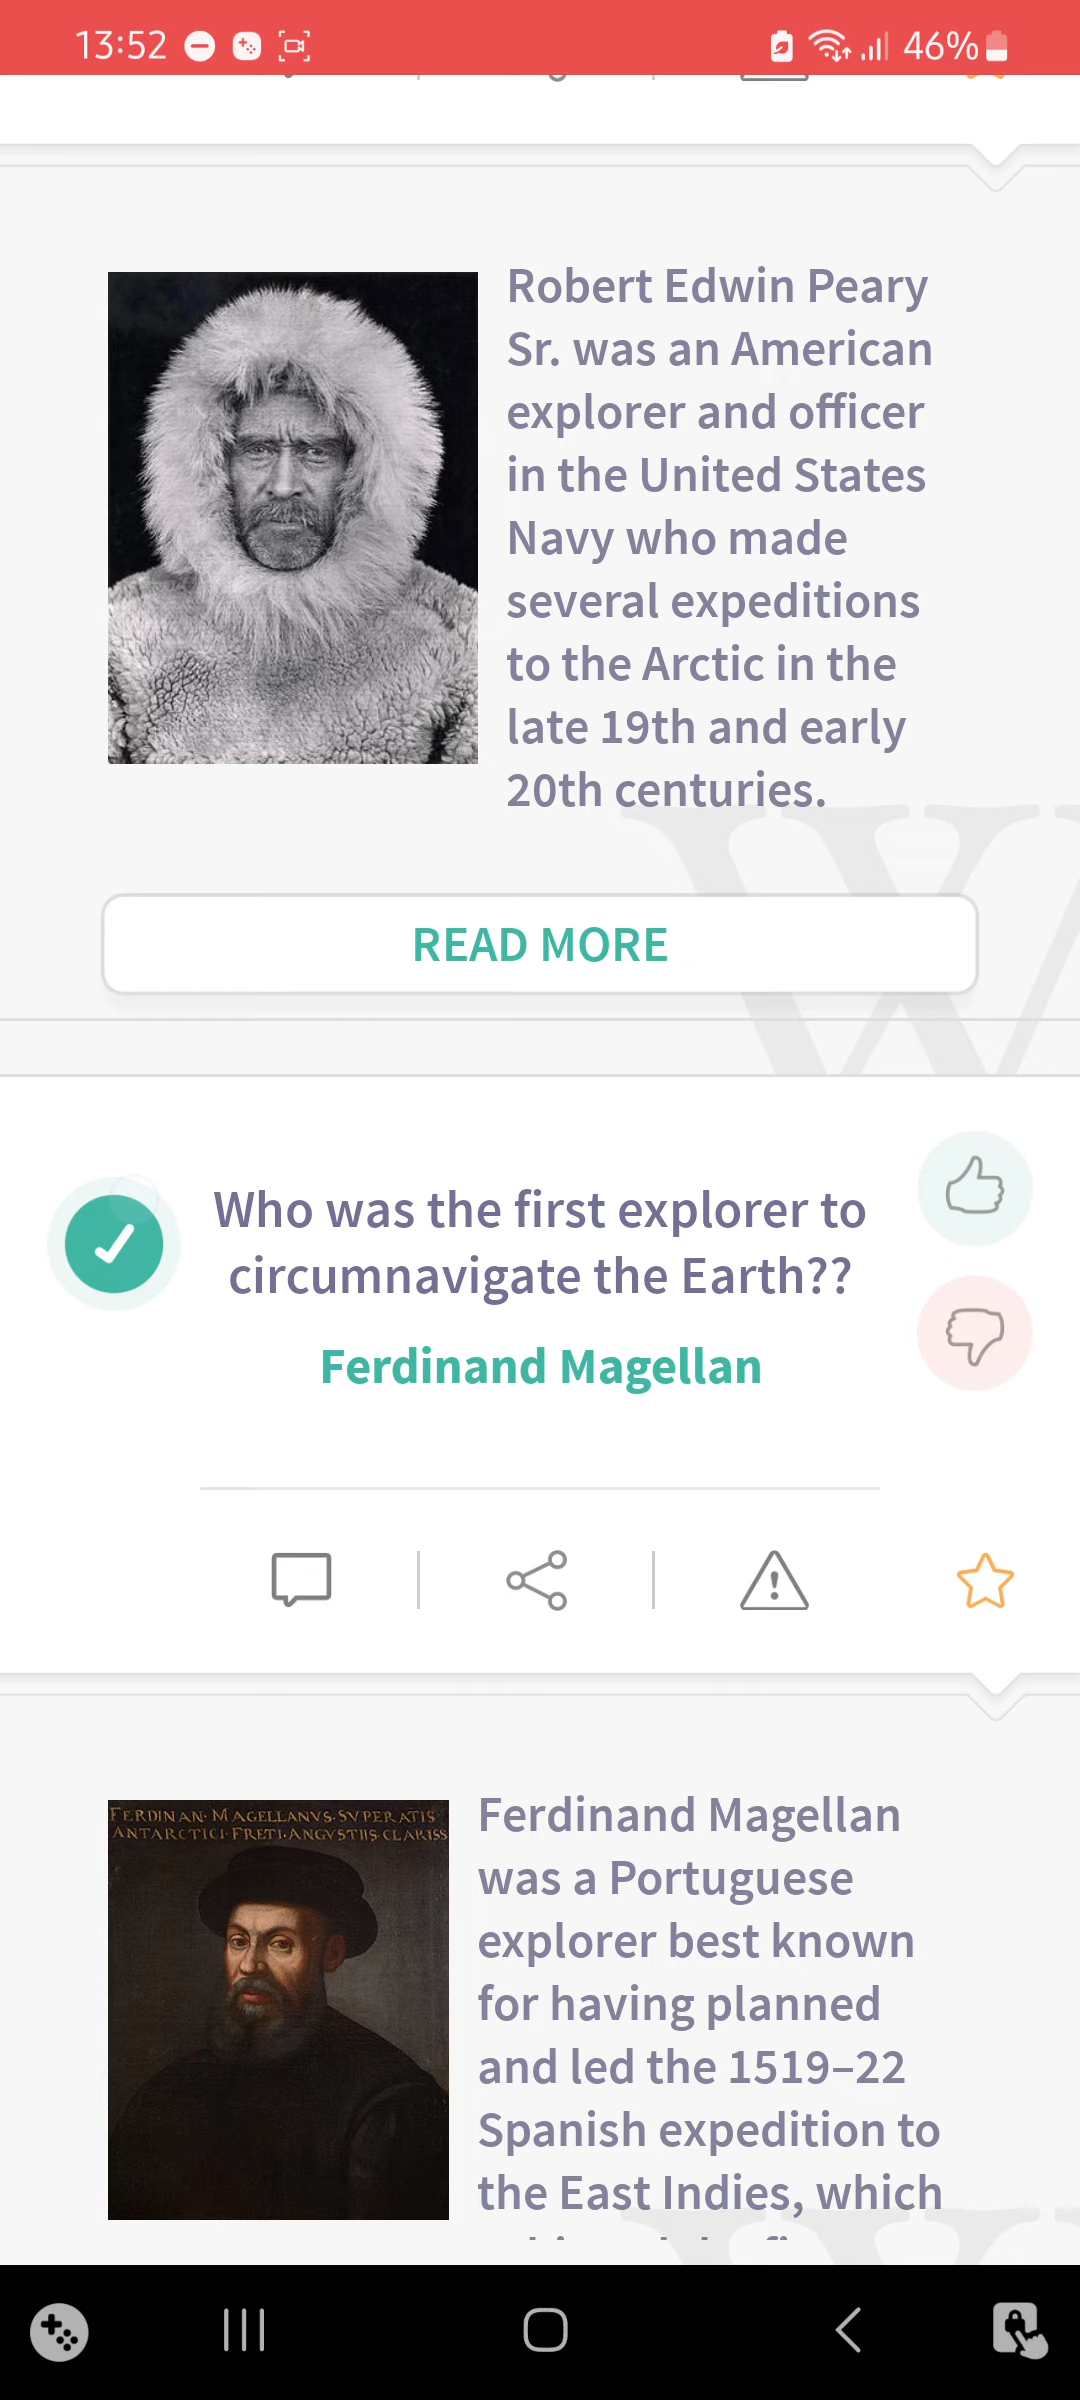 13:52
46%
Robert Edwin Peary
Sr. was an American
explorer and officer
in the United States
Navy who made
several expeditions
to the Arctic in the
late 19th and early
20th centuries.
READ MORE
Who was the first explorer to
circumnavigate the Earth??
Ferdinand Magellan
FERDINAN· MAGELLANVS· SVPERATIS
ANTARCTICI· FRETI· ANGVSTIIS· CLARISS
Ferdinand Magellan
was a Portuguese
explorer best known
for having planned
and led the 1519–22
Spanish expedition to
the East Indies, which